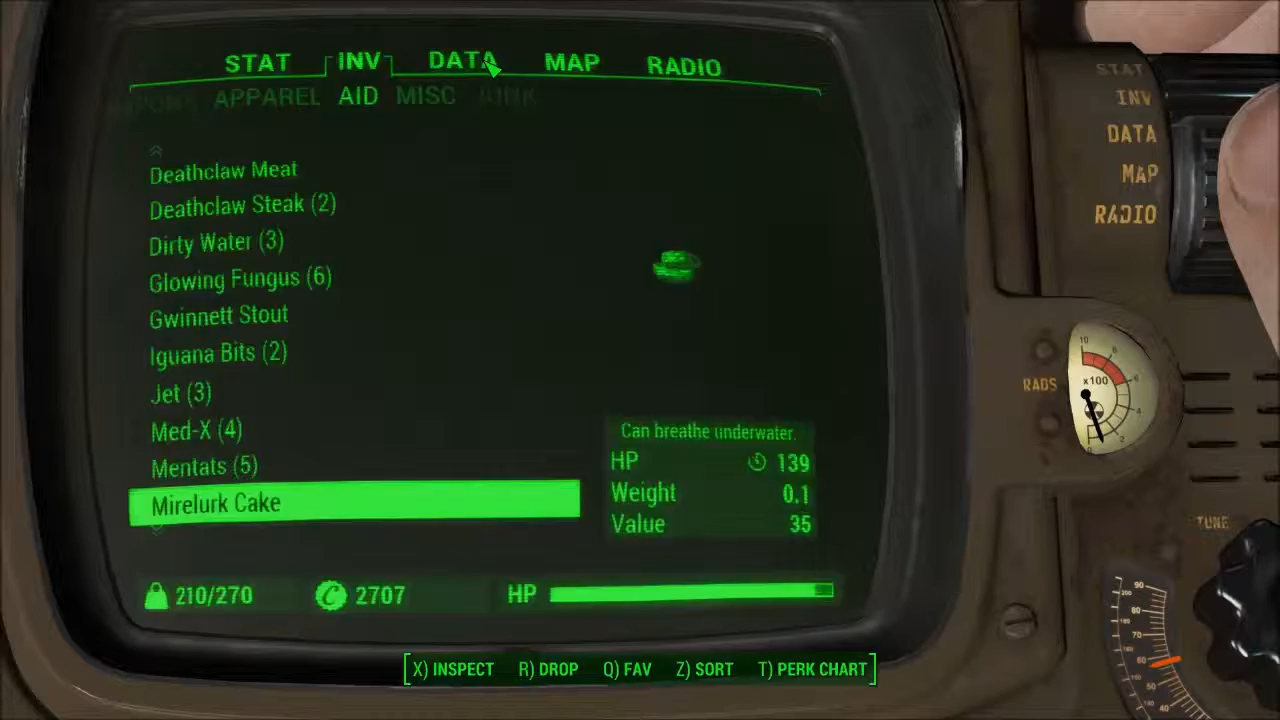 STAT INV DATA MAP RADIO
APPAREL AID MISC JUNK
Deathclaw Meat
Deathclaw Steak (2)
Dirty Water (3)
Glowing Fungus (6)
Gwinnett Stout
Iguana Bits (2)
Jet (3)
Med-X (4)
Mentats (5)
Mirelurk Cake
Can breathe underwater.
HP 139
Weight 0.1
Value 35
210/270 2707 HP
X) INSPECT R) DROP Q) FAV Z) SORT T) PERK CHART
STAT
INV
DATA
MAP
RADIO
RADS
x100
TUNE